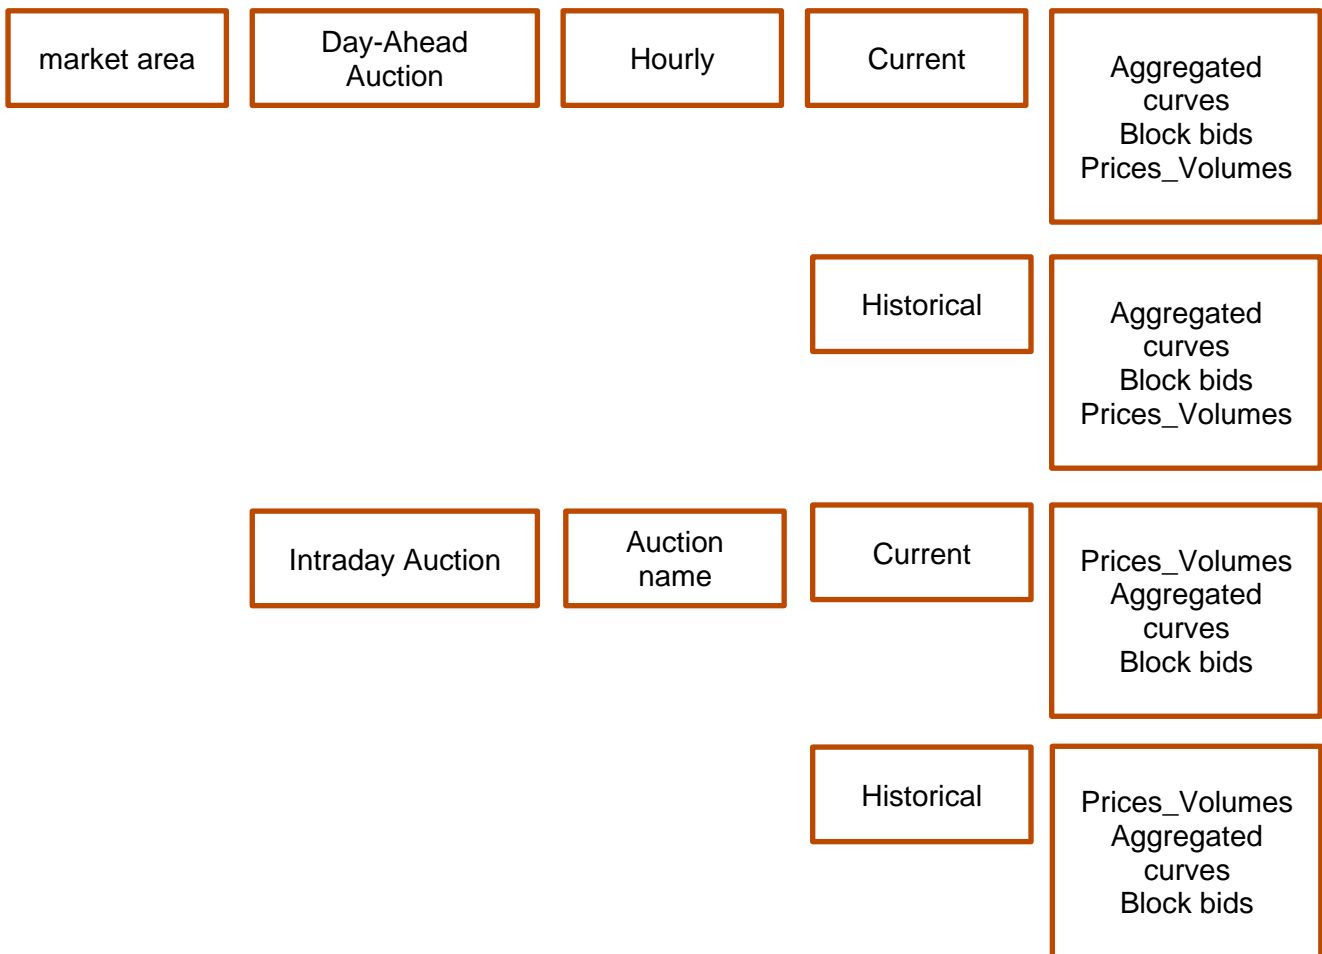 market area
Day-Ahead
Auction
Hourly
Current
Aggregated
curves
Block bids
Prices_Volumes
Historical
Aggregated
curves
Block bids
Prices_Volumes
Intraday Auction
Auction
name
Current
Prices_Volumes
Aggregated
curves
Block bids
Historical
Prices_Volumes
Aggregated
curves
Block bids